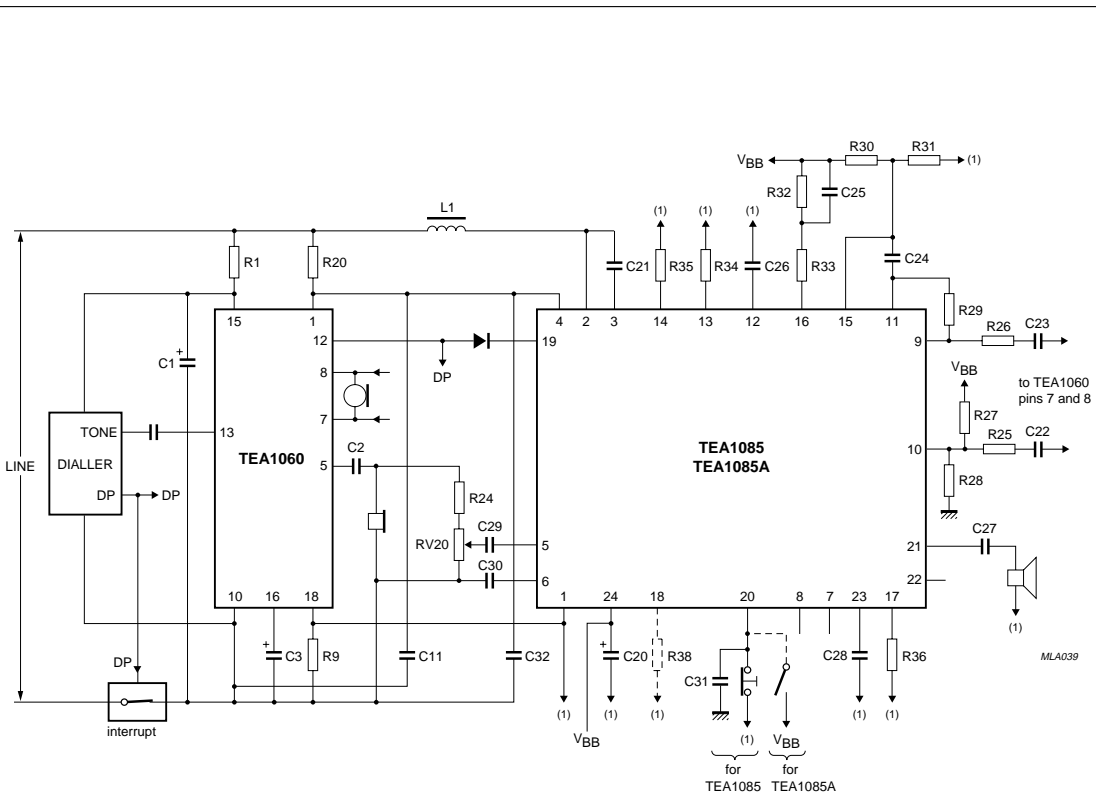 VBB R30 R31 (1)
R32 C25
L1 (1) (1) (1)
R1 R20 C21 R35 R34 C26 R33 C24
R29
15 1 4 2 3 14 13 12 16 15 11
R26 C23
12 19 9
C1 + DP VBB
8 to TEA1060
pins 7 and 8
R27
7
TONE 13 C2 R25 C22
TEA1060 TEA1085
TEA1085A
LINE DIALLER 5 10
DP DP R24 R28
C27
RV20 C29 5 21
C30 6 22
10 16 18 1 24 18 20 8 7 23 17
(1)
DP + C3 R9 C11 C32 + C20 R38 C31 C28 R36 MLA039
interrupt
(1) (1) (1) (1) (1)
VBB (1) VBB
for for
TEA1085 TEA1085A